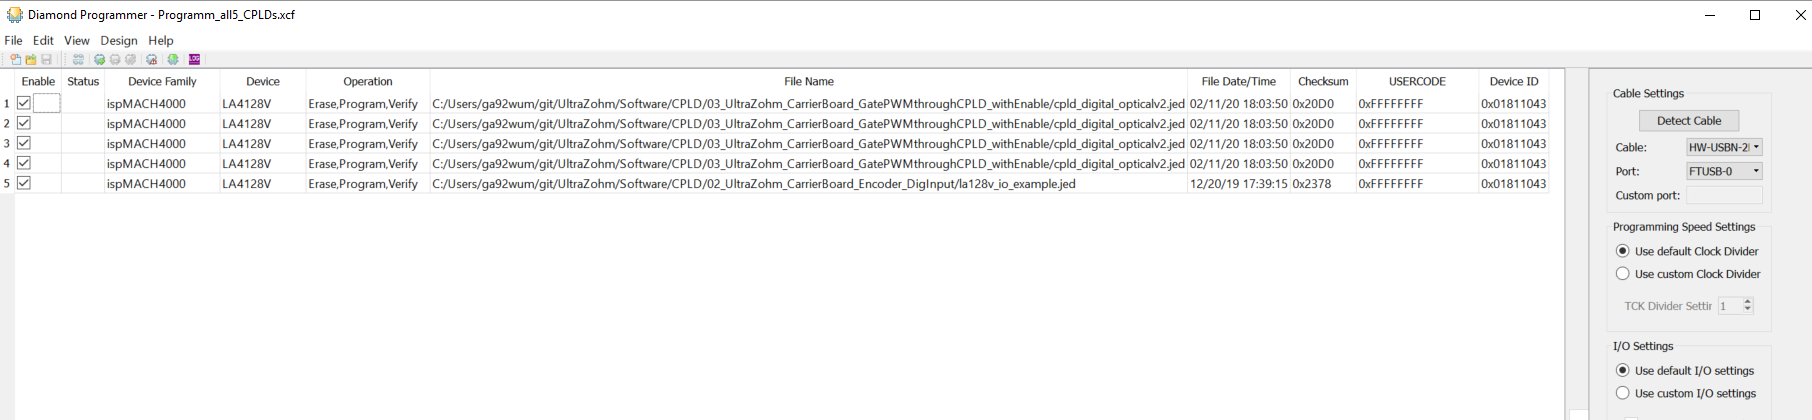 Diamond Programmer - Programm_all5_CPLDs.xcf
File Edit View Design Help
LOG
Enable Status Device Family Device Operation File Name File Date/Time Checksum USERCODE Device ID
1 ispMACH4000 LA4128V Erase,Program,Verify C:/Users/ga92wum/git/UltraZohm/Software/CPLD/03_UltraZohm_CarrierBoard_GatePWMthroughCPLD_withEnable/cpld_digital_opticalv2.jed 02/11/20 18:03:50 0x20D0 0xFFFFFFFF 0x01811043
2 ispMACH4000 LA4128V Erase,Program,Verify C:/Users/ga92wum/git/UltraZohm/Software/CPLD/03_UltraZohm_CarrierBoard_GatePWMthroughCPLD_withEnable/cpld_digital_opticalv2.jed 02/11/20 18:03:50 0x20D0 0xFFFFFFFF 0x01811043
3 ispMACH4000 LA4128V Erase,Program,Verify C:/Users/ga92wum/git/UltraZohm/Software/CPLD/03_UltraZohm_CarrierBoard_GatePWMthroughCPLD_withEnable/cpld_digital_opticalv2.jed 02/11/20 18:03:50 0x20D0 0xFFFFFFFF 0x01811043
4 ispMACH4000 LA4128V Erase,Program,Verify C:/Users/ga92wum/git/UltraZohm/Software/CPLD/03_UltraZohm_CarrierBoard_GatePWMthroughCPLD_withEnable/cpld_digital_opticalv2.jed 02/11/20 18:03:50 0x20D0 0xFFFFFFFF 0x01811043
5 ispMACH4000 LA4128V Erase,Program,Verify C:/Users/ga92wum/git/UltraZohm/Software/CPLD/02_UltraZohm_CarrierBoard_Encoder_DigInput/la128v_io_example.jed 12/20/19 17:39:15 0x2378 0xFFFFFFFF 0x01811043
Cable Settings
Detect Cable
Cable: HW-USBN-2
Port: FTUSB-0
Custom port:
Programming Speed Settings
Use default Clock Divider
Use custom Clock Divider
TCK Divider Settir 1
I/O Settings
Use default I/O settings
Use custom I/O settings